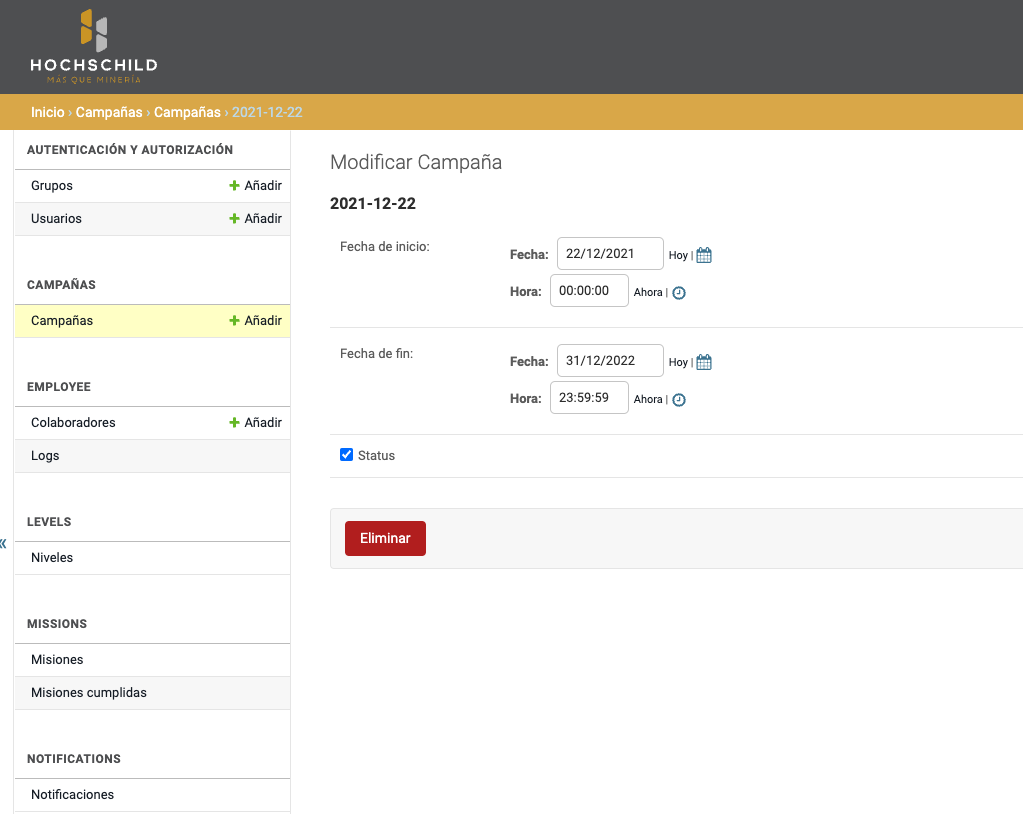 HOCHSCHILD
MÁS QUE MINERÍA
Inicio › Campañas › Campañas › 2021-12-22
AUTENTICACIÓN Y AUTORIZACIÓN
Grupos + Añadir
Usuarios + Añadir
CAMPAÑAS
Campañas + Añadir
EMPLOYEE
Colaboradores + Añadir
Logs
LEVELS
Niveles
MISSIONS
Misiones
Misiones cumplidas
NOTIFICATIONS
Notificaciones
«
Modificar Campaña
2021-12-22
Fecha de inicio:
Fecha: 22/12/2021 Hoy |
Hora: 00:00:00 Ahora |
Fecha de fin:
Fecha: 31/12/2022 Hoy |
Hora: 23:59:59 Ahora |
Status
Eliminar